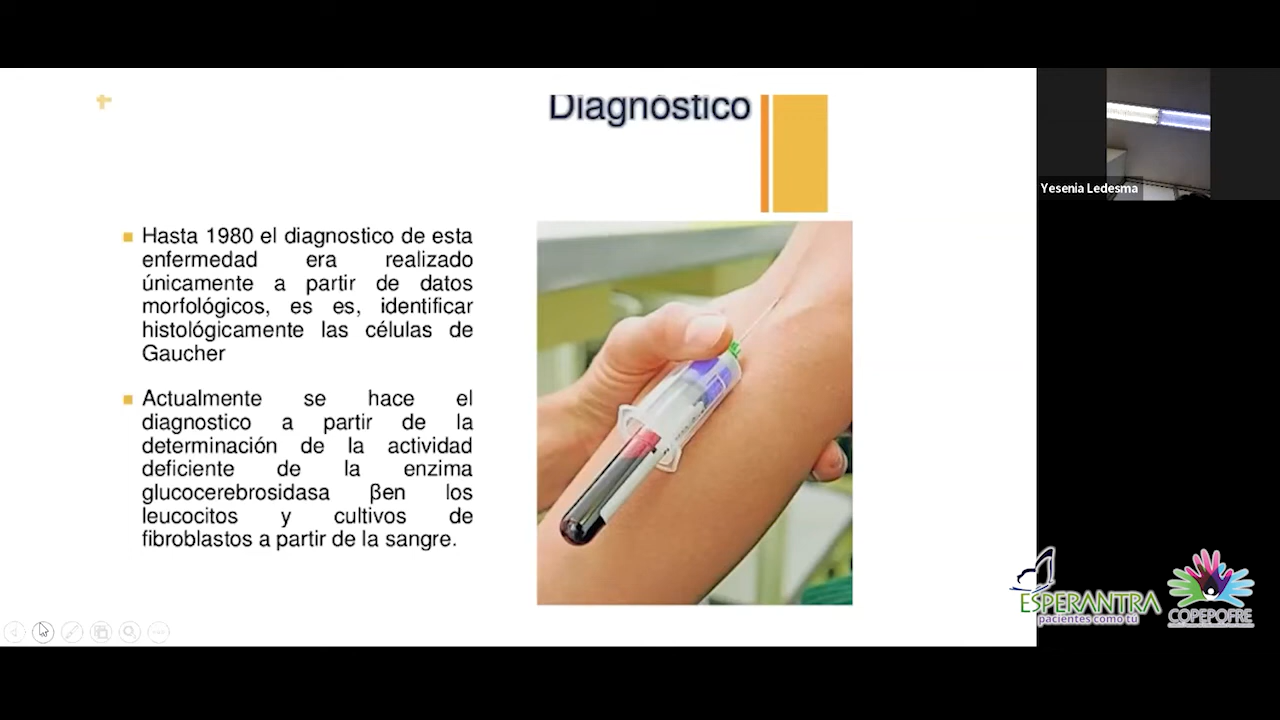 Diagnóstico
Yesenia Ledesma
Hasta 1980 el diagnostico de esta
enfermedad era realizado
únicamente a partir de datos
morfológicos, es es, identificar
histológicamente las células de
Gaucher
Actualmente se hace el
diagnostico a partir de la
determinación de la actividad
deficiente de la enzima
glucocerebrosidasa βen los
leucocitos y cultivos de
fibroblastos a partir de la sangre.
ESPERANTRA
pacientes como tú
COPEPOFRE